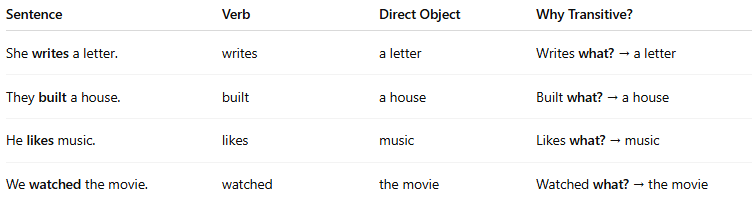 Sentence Verb Direct Object Why Transitive?
She writes a letter. writes a letter Writes what? → a letter
They built a house. built a house Built what? → a house
He likes music. likes music Likes what? → music
We watched the movie. watched the movie Watched what? → the movie